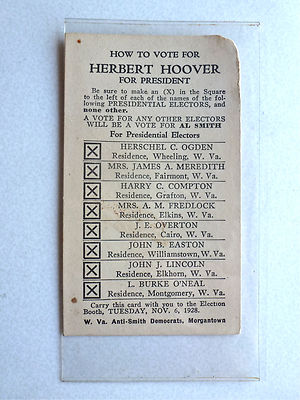 HOW TO VOTE FOR
HERBERT HOOVER
FOR PRESIDENT
Be sure to make an (X) in the Square
to the left of each of the names of the fol-
lowing PRESIDENTIAL ELECTORS, and
none other.
A VOTE FOR ANY OTHER ELECTORS
WILL BE A VOTE FOR AL SMITH
For Presidential Electors
HERSCHEL C. OGDEN
Residence, Wheeling, W. Va.
MRS. JAMES A. MEREDITH
Residence, Fairmont, W. Va.
HARRY C. COMPTON
Residence, Grafton, W. Va.
MRS. A. M. FREDLOCK
Residence, Elkins, W. Va.
J. E. OVERTON
Residence, Cairo, W. Va.
JOHN B. EASTON
Residence, Williamstown, W. Va.
JOHN J. LINCOLN
Residence, Elkhorn, W. Va.
L. BURKE O'NEAL
Residence, Montgomery, W. Va.
Carry this card with you to the Election
Booth, TUESDAY, NOV. 6, 1928.
W. Va. Anti-Smith Democrats, Morgantown